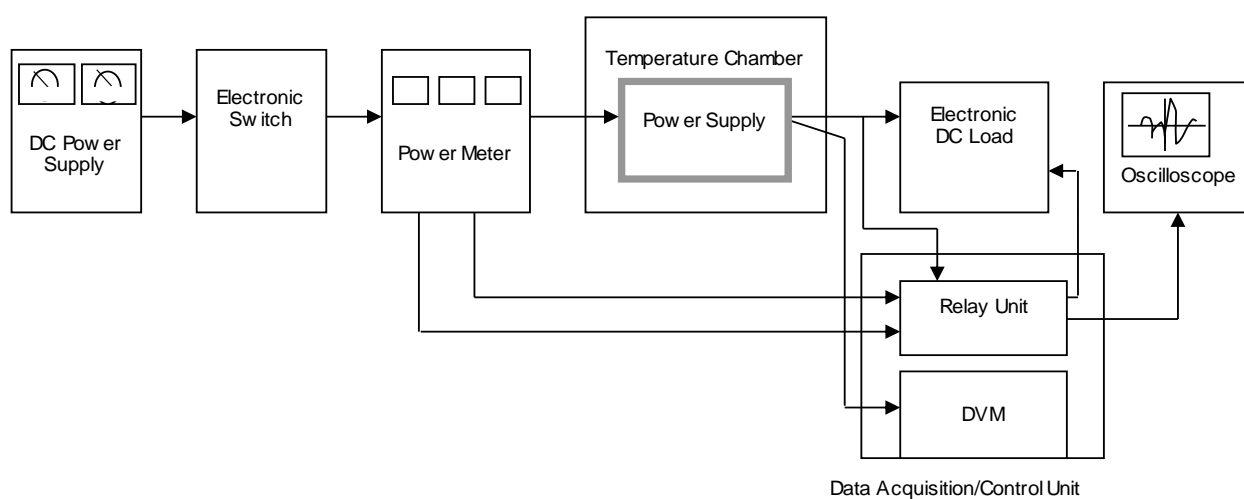 DC Power
Supply
Electronic
Switch
Power Meter
Temperature Chamber
Power Supply
Electronic
DC Load
Oscilloscope
Relay Unit
DVM
Data Acquisition/Control Unit